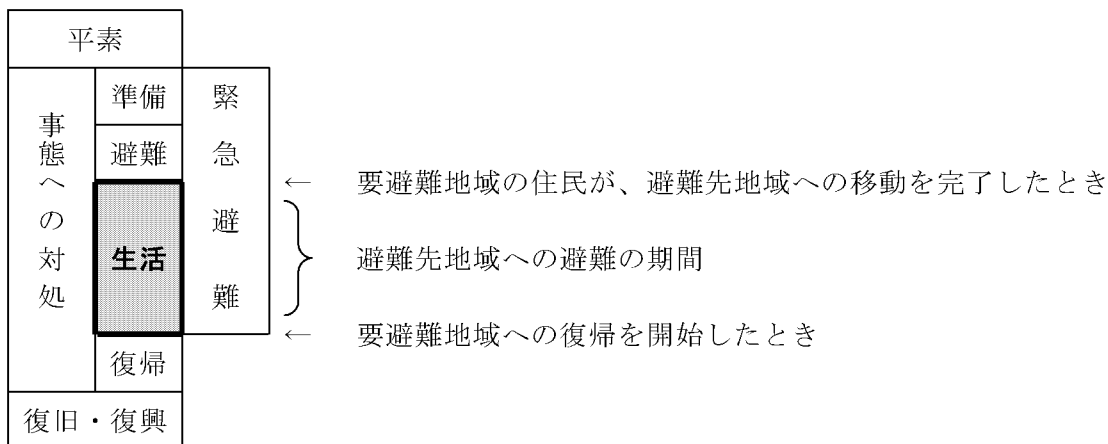 平素
事態への対処
準備
避難
生活
復帰
緊急避難
復旧・復興
← 要避難地域の住民が、避難先地域への移動を完了したとき
避難先地域への避難の期間
← 要避難地域への復帰を開始したとき